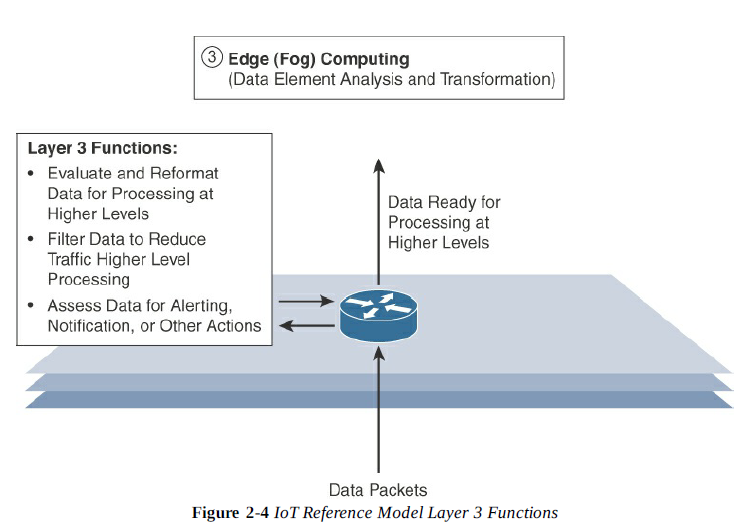 ③ Edge (Fog) Computing
(Data Element Analysis and Transformation)
Layer 3 Functions:
• Evaluate and Reformat
Data for Processing at
Higher Levels
• Filter Data to Reduce
Traffic Higher Level
Processing
• Assess Data for Alerting,
Notification, or Other Actions
Data Ready for
Processing at
Higher Levels
Data Packets
Figure 2-4 IoT Reference Model Layer 3 Functions